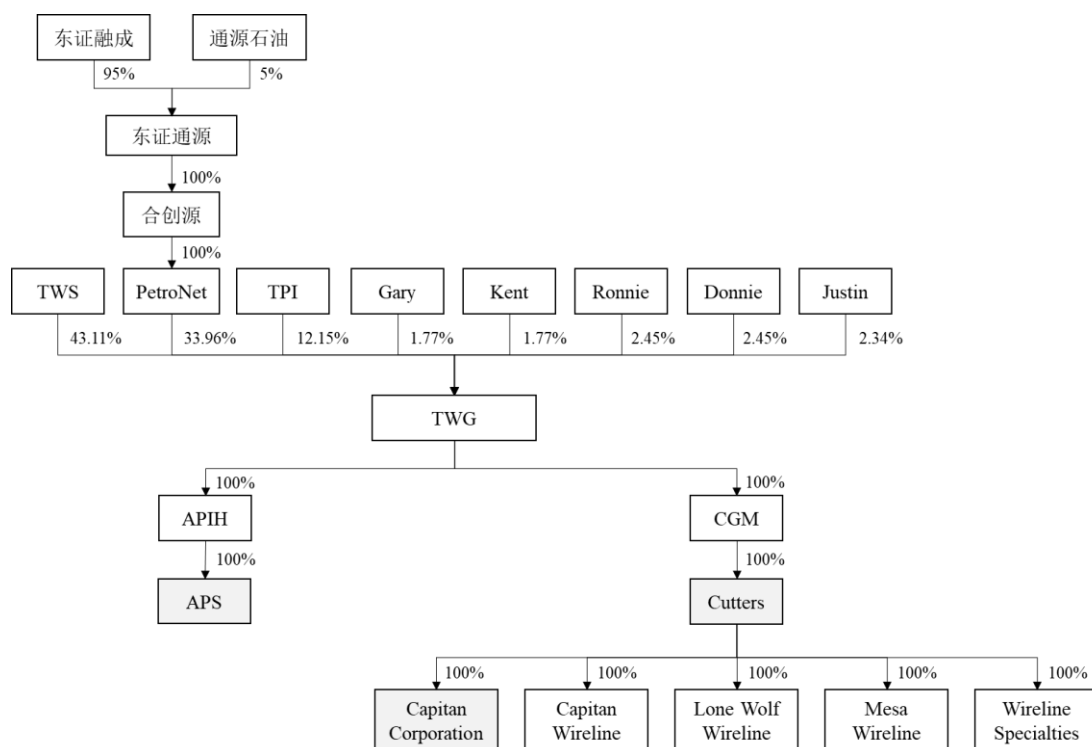 东证融成 通源石油
95% 5%
东证通源
100%
合创源
100%
TWS PetroNet TPI Gary Kent Ronnie Donnie Justin
43.11% 33.96% 12.15% 1.77% 1.77% 2.45% 2.45% 2.34%
TWG
100% 100%
APIH CGM
100% 100%
APS Cutters
100% 100% 100% 100% 100%
Capitan Capitan Lone Wolf Mesa Wireline
Corporation Wireline Wireline Wireline Specialties